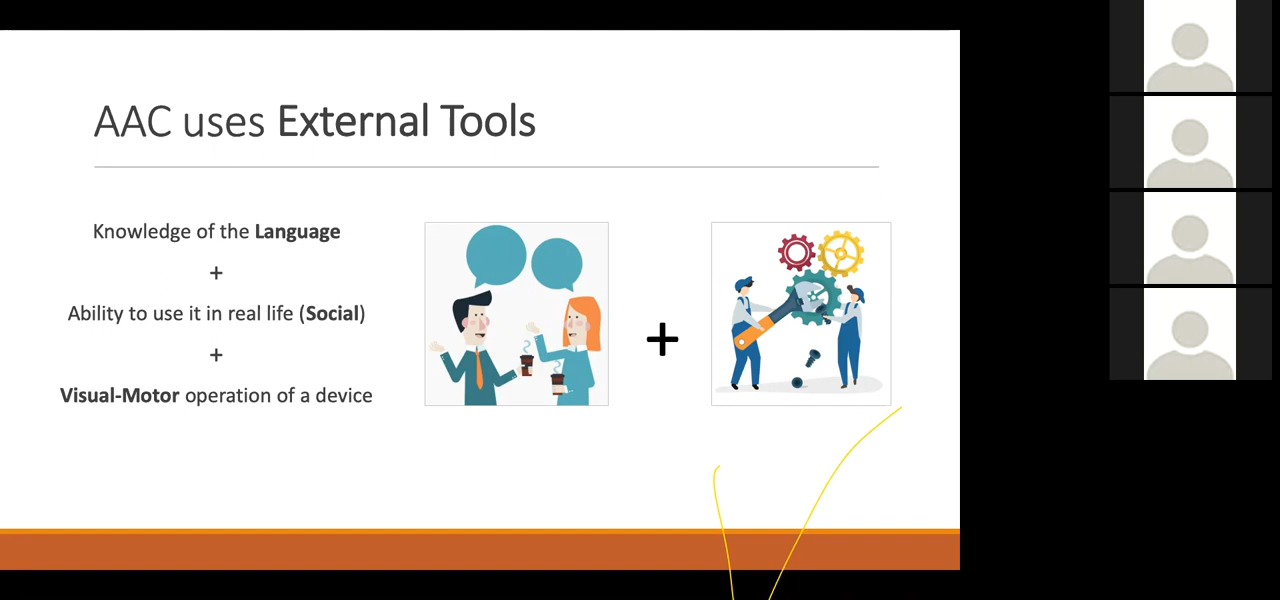 AAC uses External Tools
Knowledge of the Language
+
Ability to use it in real life (Social)
+
Visual-Motor operation of a device
+